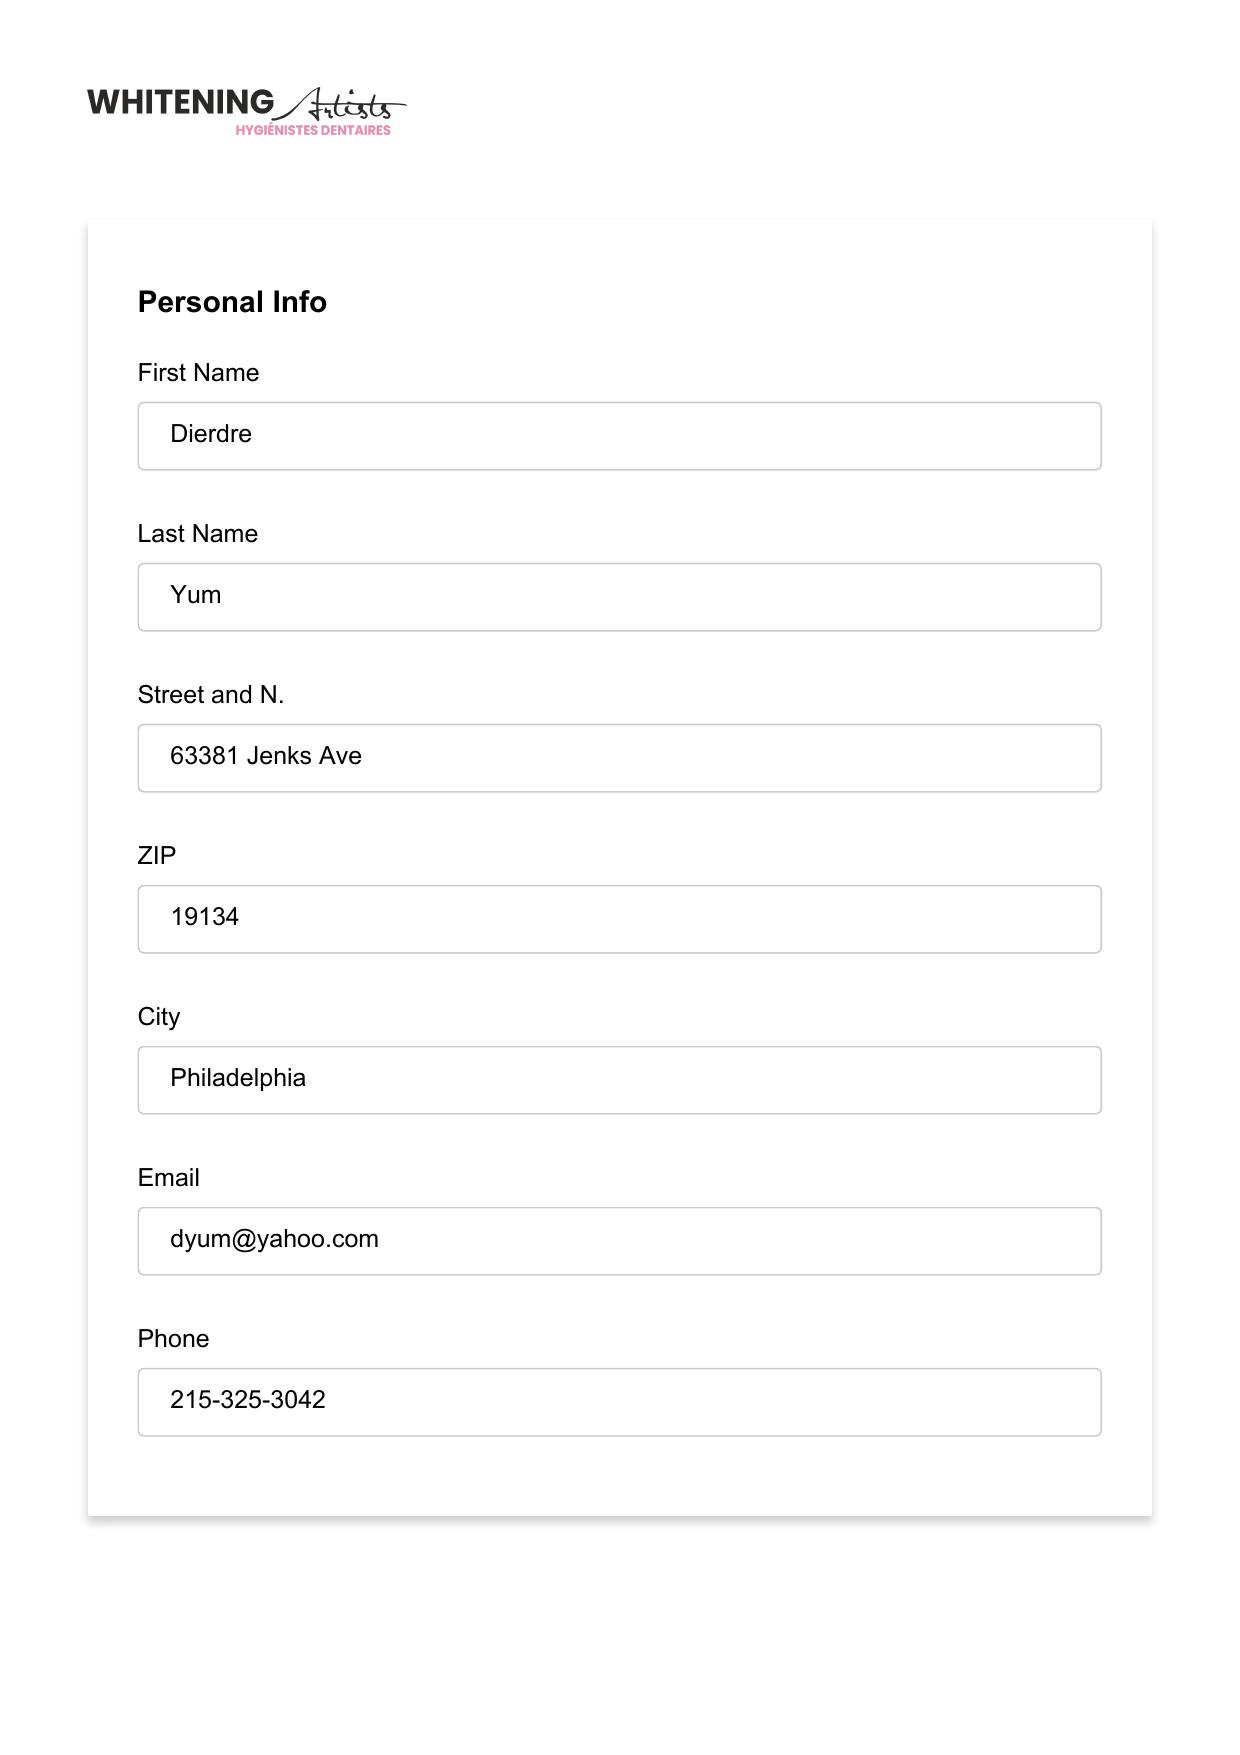 WHITENING Artists
HYGIÉNISTES DENTAIRES
Personal Info
First Name
Dierdre
Last Name
Yum
Street and N.
63381 Jenks Ave
ZIP
19134
City
Philadelphia
Email
dyum@yahoo.com
Phone
215-325-3042